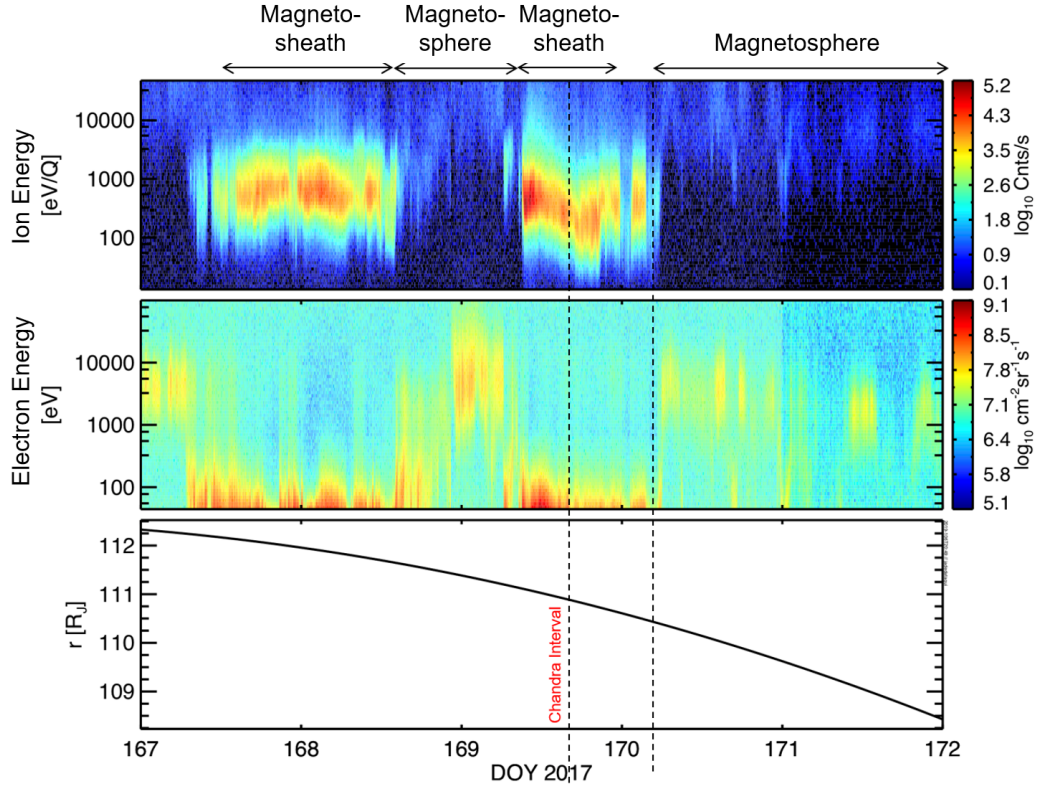 Magneto-
sheath
Magneto-
sphere
Magneto-
sheath
Magnetosphere
Ion Energy
[eV/Q]
10000
1000
100
5.2
4.3
3.5
2.6
1.8
0.9
0.1
log₁₀ Cnts/s
Electron Energy
[eV]
10000
1000
100
9.1
8.5
7.8
7.1
6.4
5.8
5.1
log₁₀ cm⁻²sr⁻¹s⁻¹
r [R_J]
112
111
110
109
Chandra Interval
167
168
169
170
171
172
DOY 2017